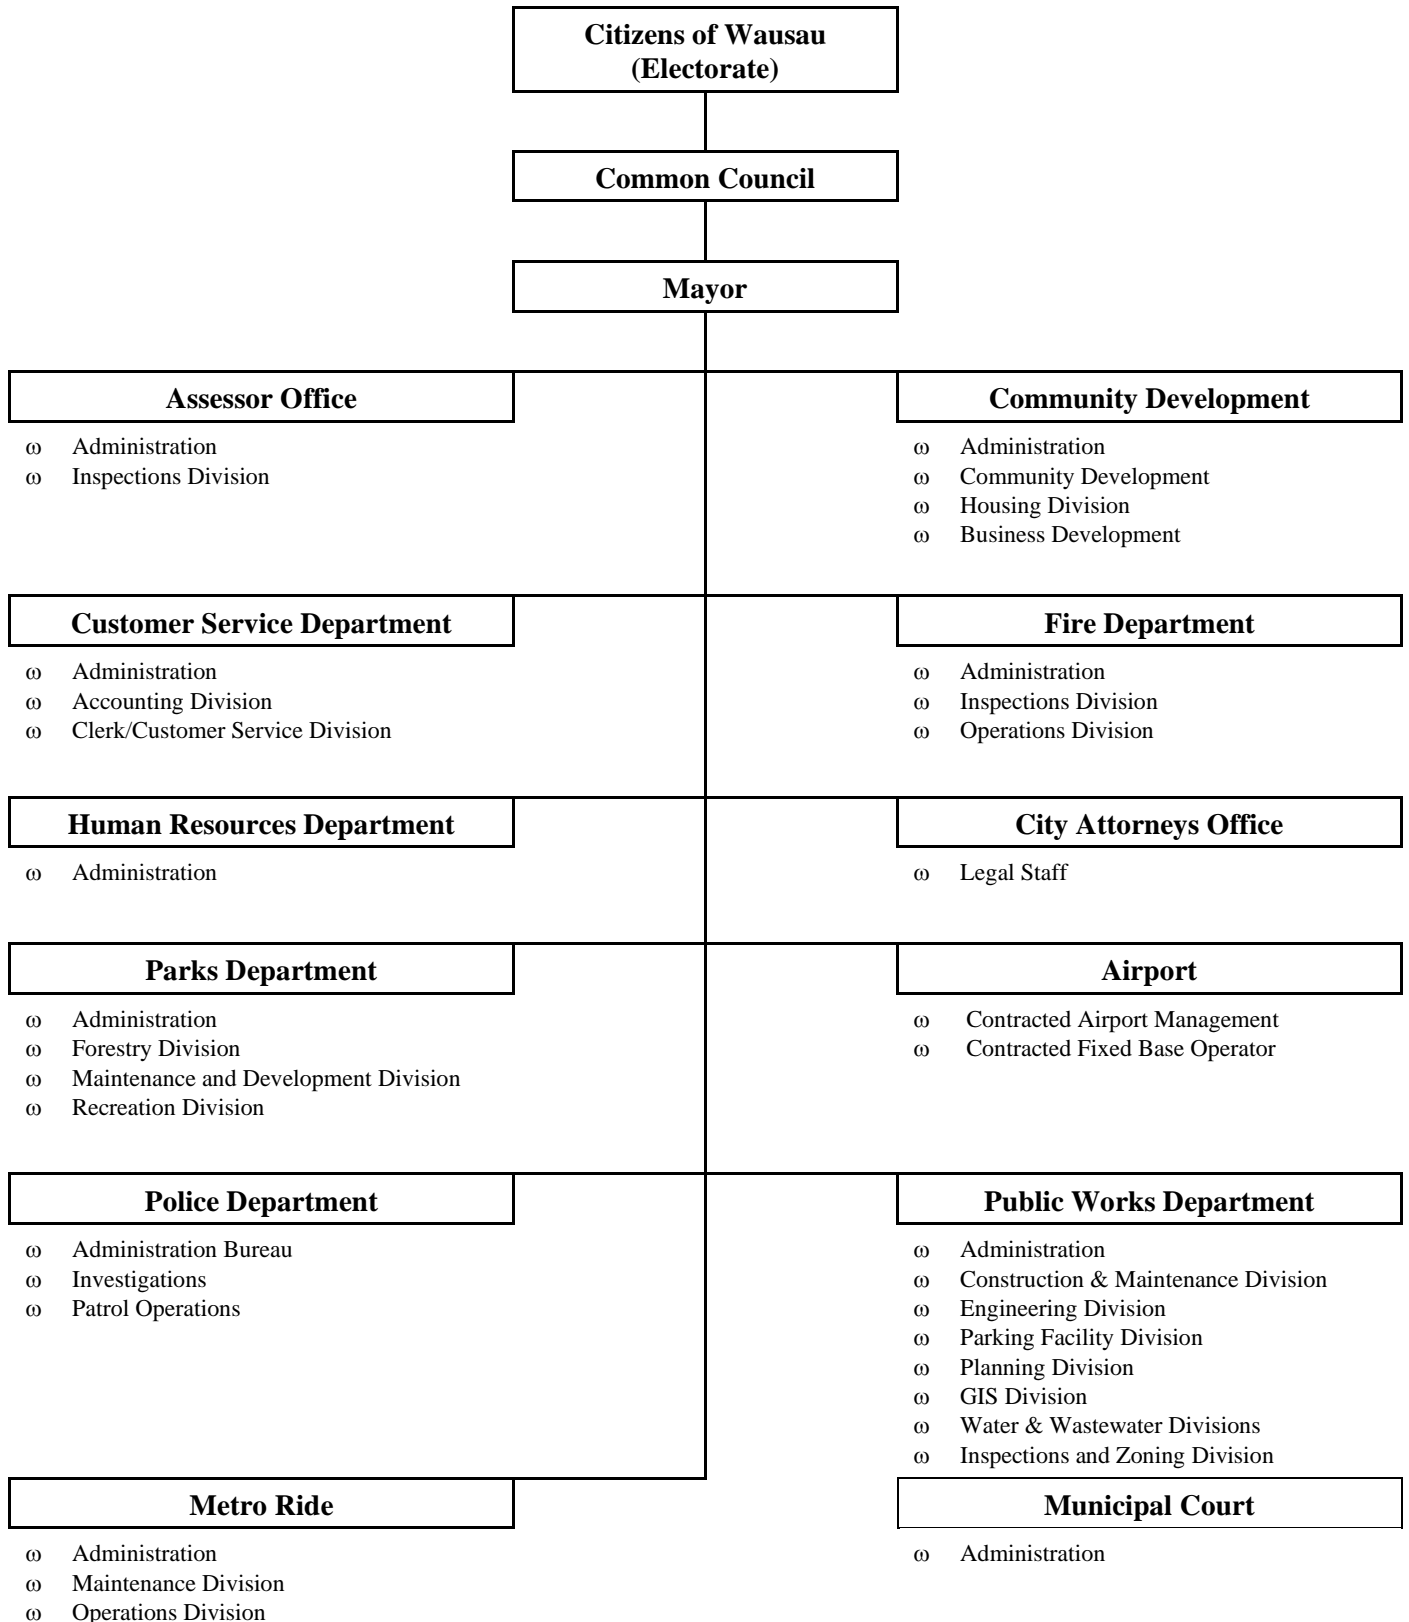 Citizens of Wausau
(Electorate)
Common Council
Mayor
Assessor Office
ω Administration
ω Inspections Division
Community Development
ω Administration
ω Community Development
ω Housing Division
ω Business Development
Customer Service Department
ω Administration
ω Accounting Division
ω Clerk/Customer Service Division
Fire Department
ω Administration
ω Inspections Division
ω Operations Division
Human Resources Department
ω Administration
City Attorneys Office
ω Legal Staff
Parks Department
ω Administration
ω Forestry Division
ω Maintenance and Development Division
ω Recreation Division
Airport
ω Contracted Airport Management
ω Contracted Fixed Base Operator
Police Department
ω Administration Bureau
ω Investigations
ω Patrol Operations
Public Works Department
ω Administration
ω Construction & Maintenance Division
ω Engineering Division
ω Parking Facility Division
ω Planning Division
ω GIS Division
ω Water & Wastewater Divisions
ω Inspections and Zoning Division
Metro Ride
ω Administration
ω Maintenance Division
ω Operations Division
Municipal Court
ω Administration